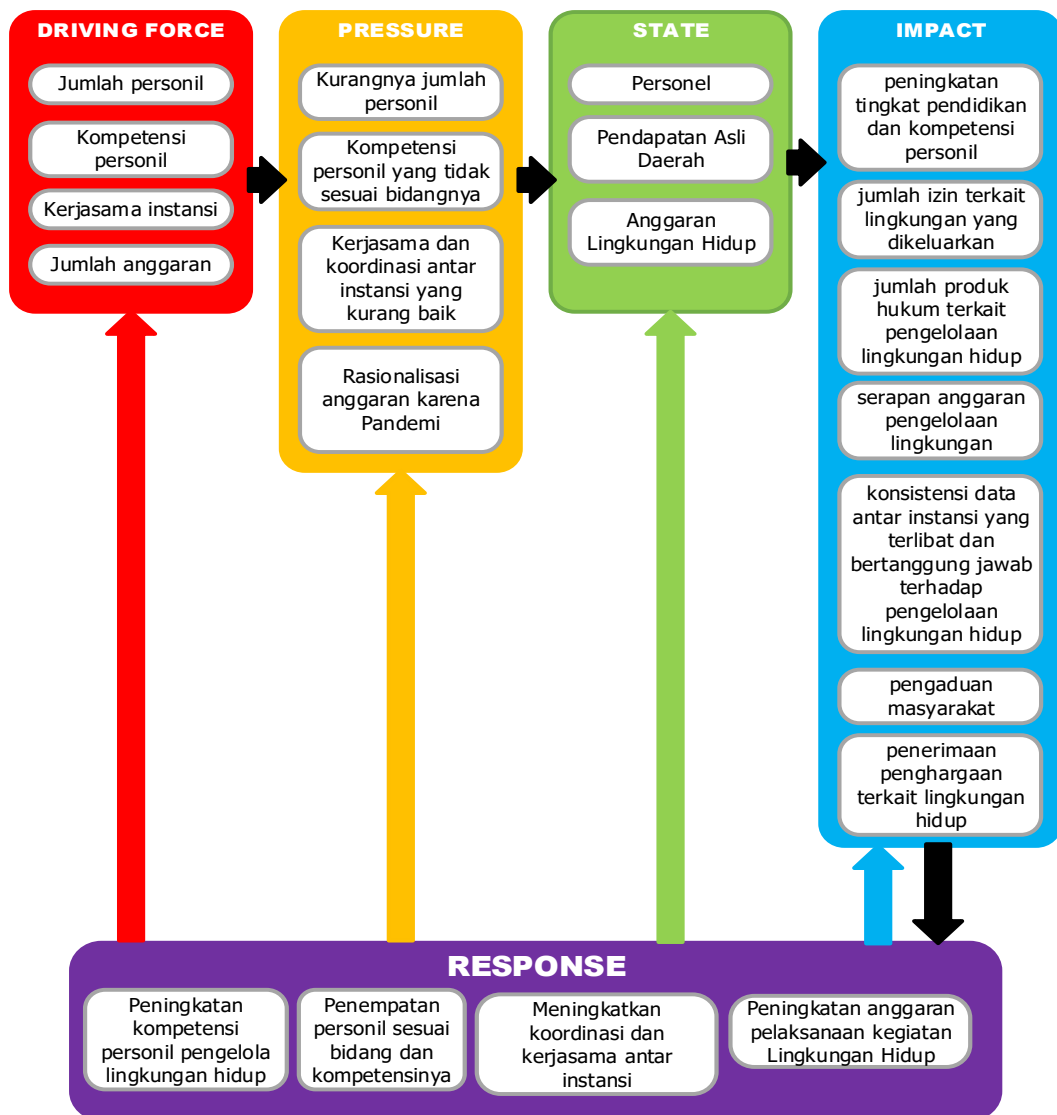 DRIVING FORCE
Jumlah personil
Kompetensi
personil
Kerjasama instansi
Jumlah anggaran
PRESSURE
Kurangnya jumlah
personil
Kompetensi
personil yang tidak
sesuai bidangnya
Kerjasama dan
koordinasi antar
instansi yang
kurang baik
Rasionalisasi
anggaran karena
Pandemi
STATE
Personel
Pendapatan Asli
Daerah
Anggaran
Lingkungan Hidup
IMPACT
peningkatan
tingkat pendidikan
dan kompetensi
personil
jumlah izin terkait
lingkungan yang
dikeluarkan
jumlah produk
hukum terkait
pengelolaan
lingkungan hidup
serapan anggaran
pengelolaan
lingkungan
konsistensi data
antar instansi yang
terlibat dan
bertanggung jawab
terhadap
pengelolaan
lingkungan hidup
pengaduan
masyarakat
penerimaan
penghargaan
terkait lingkungan
hidup
RESPONSE
Peningkatan
kompetensi
personil pengelola
lingkungan hidup
Penempatan
personil sesuai
bidang dan
kompetensinya
Meningkatkan
koordinasi dan
kerjasama antar
instansi
Peningkatan anggaran
pelaksanaan kegiatan
Lingkungan Hidup